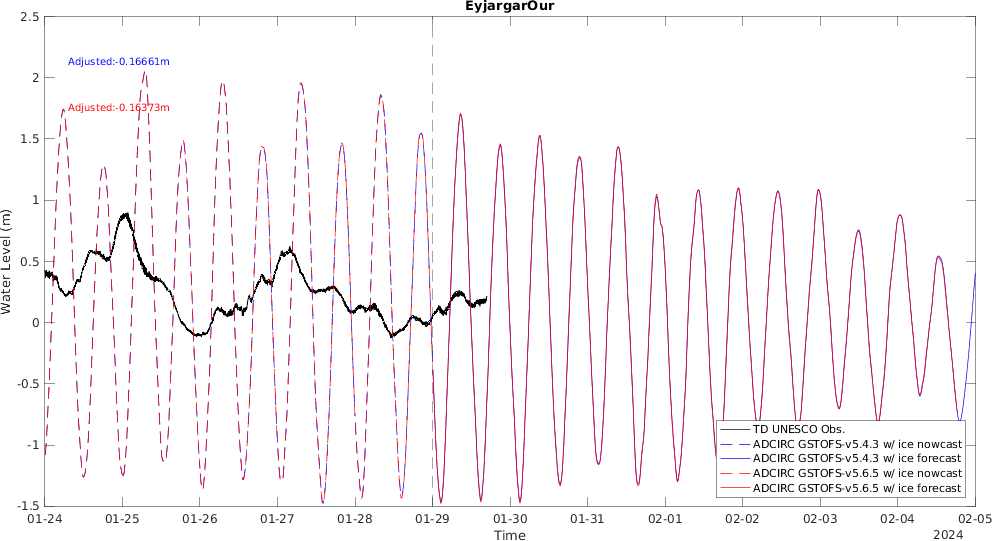 EyjargarOur
2.5
2
1.5
1
0.5
0
-0.5
-1
-1.5
Water Level (m)
Adjusted:-0.16661m
Adjusted:-0.16373m
TD UNESCO Obs.
ADCIRC GSTOFS-v5.4.3 w/ ice nowcast
ADCIRC GSTOFS-v5.4.3 w/ ice forecast
ADCIRC GSTOFS-v5.6.5 w/ ice nowcast
ADCIRC GSTOFS-v5.6.5 w/ ice forecast
01-24 01-25 01-26 01-27 01-28 01-29 01-30 01-31 02-01 02-02 02-03 02-04 02-05
Time
2024